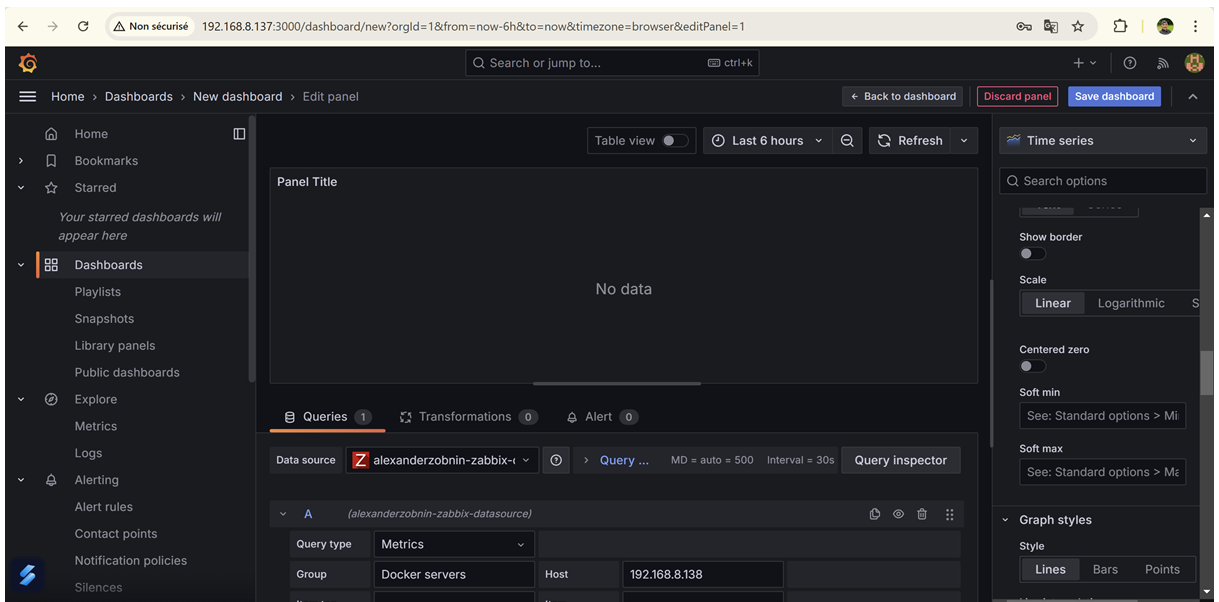 Non sécurisé
192.168.8.137:3000/dashboard/new?orgId=1&from=now-6h&to=now&timezone=browser&editPanel=1
Search or jump to...
ctrl+k
Home › Dashboards › New dashboard › Edit panel
Back to dashboard
Discard panel
Save dashboard
Home
Bookmarks
Starred
Your starred dashboards will
appear here
Dashboards
Playlists
Snapshots
Library panels
Public dashboards
Explore
Metrics
Logs
Alerting
Alert rules
Contact points
Notification policies
Silences
Table view
Last 6 hours
Refresh
Panel Title
No data
Queries 1
Transformations 0
Alert 0
Data source
Z
alexanderzobnin-zabbix-(
Query ...
MD = auto = 500
Interval = 30s
Query inspector
A
(alexanderzobnin-zabbix-datasource)
Query type
Metrics
Group
Docker servers
Host
192.168.8.138
Time series
Search options
Show border
Scale
Linear
Logarithmic
S
Centered zero
Soft min
See: Standard options > Mi
Soft max
See: Standard options > Ma
Graph styles
Style
Lines
Bars
Points